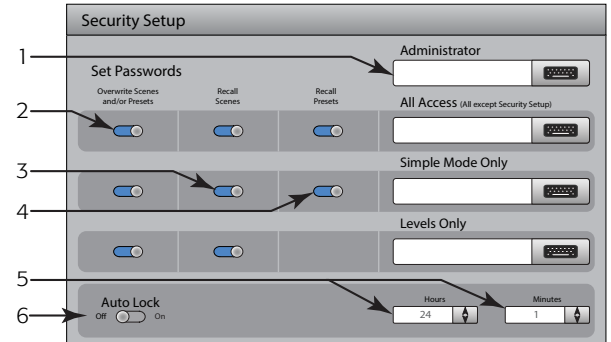 Security Setup
1
Administrator
Set Passwords
Overwrite Scenes
and/or Presets
Recall
Scenes
Recall
Presets
All Access (All except Security Setup)
2
Simple Mode Only
3
4
Levels Only
5
Auto Lock
Off On
Hours
24
Minutes
1
6